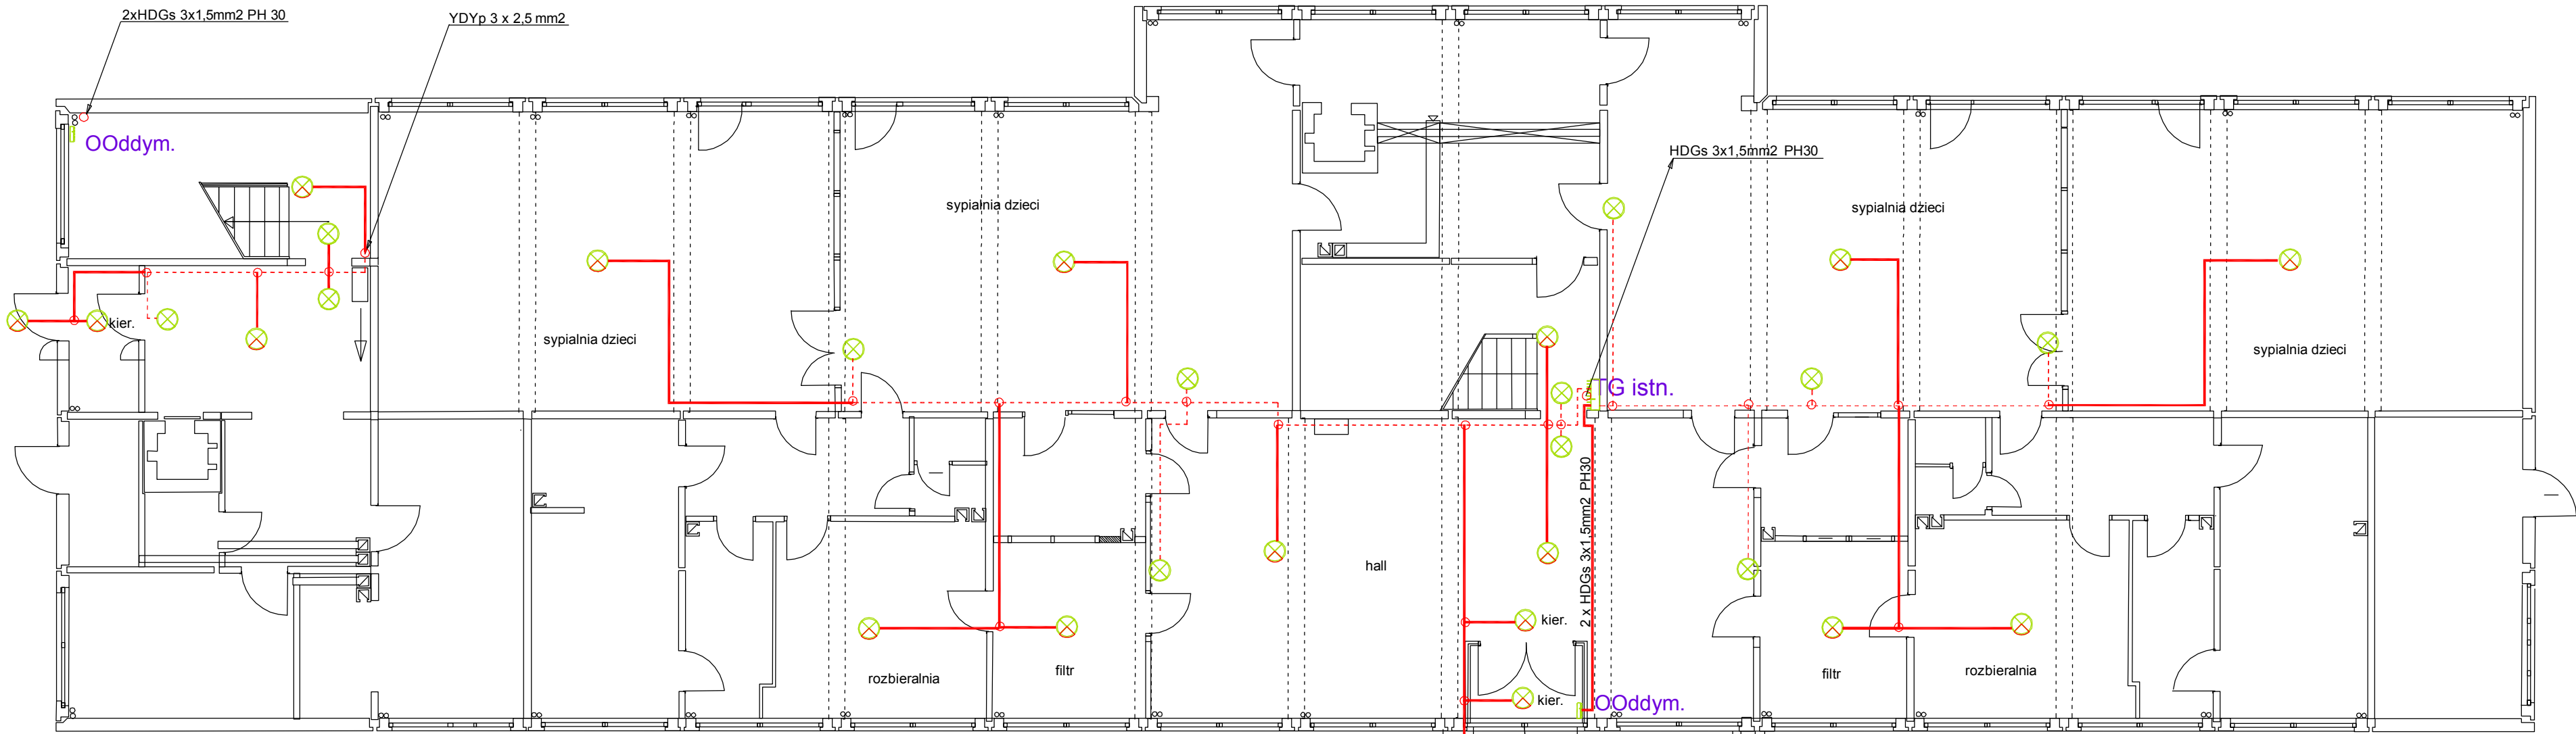 2xHDGs 3x1,5mm2 PH 30
YDYp 3 x 2,5 mm2
OOddym.
HDGs 3x1,5mm2 PH30
sypialnia dzieci
sypialnia dzieci
kier.
sypialnia dzieci
sypialnia dzieci
TG istn.
2 x HDGs 3x1,5mm2 PH30
hall
kier.
filtr
rozbieralnia
filtr
rozbieralnia
kier.
OOddym.